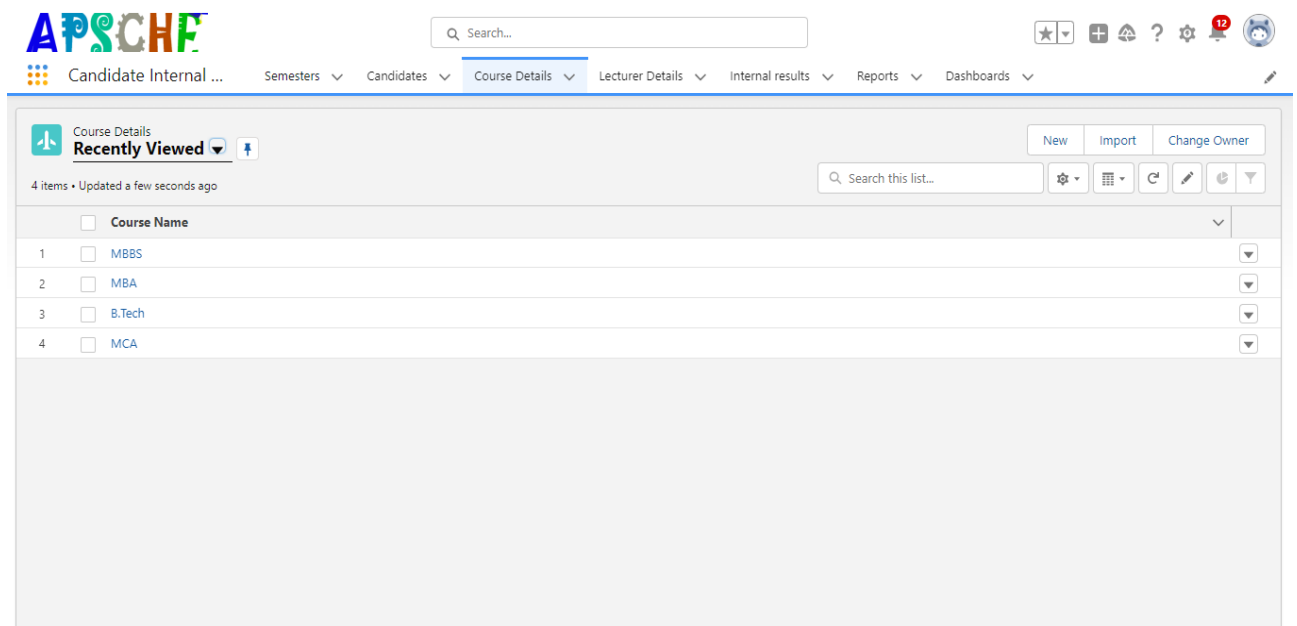 APSCHE
Search...
12
Candidate Internal ...
Semesters
Candidates
Course Details
Lecturer Details
Internal results
Reports
Dashboards
Course Details
Recently Viewed
New
Import
Change Owner
4 items • Updated a few seconds ago
Search this list...
Course Name
1 MBBS
2 MBA
3 B.Tech
4 MCA